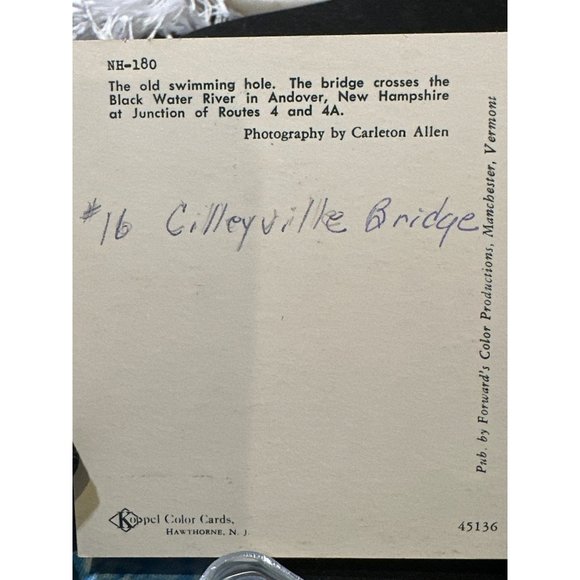 NH-180
The old swimming hole. The bridge crosses the
Black Water River in Andover, New Hampshire
at Junction of Routes 4 and 4A.
Photography by Carleton Allen
#16 Cilleyville Bridge
Pub. by Forward's Color Productions, Manchester, Vermont
Koppel Color Cards,
HAWTHORNE, N. J.
45136